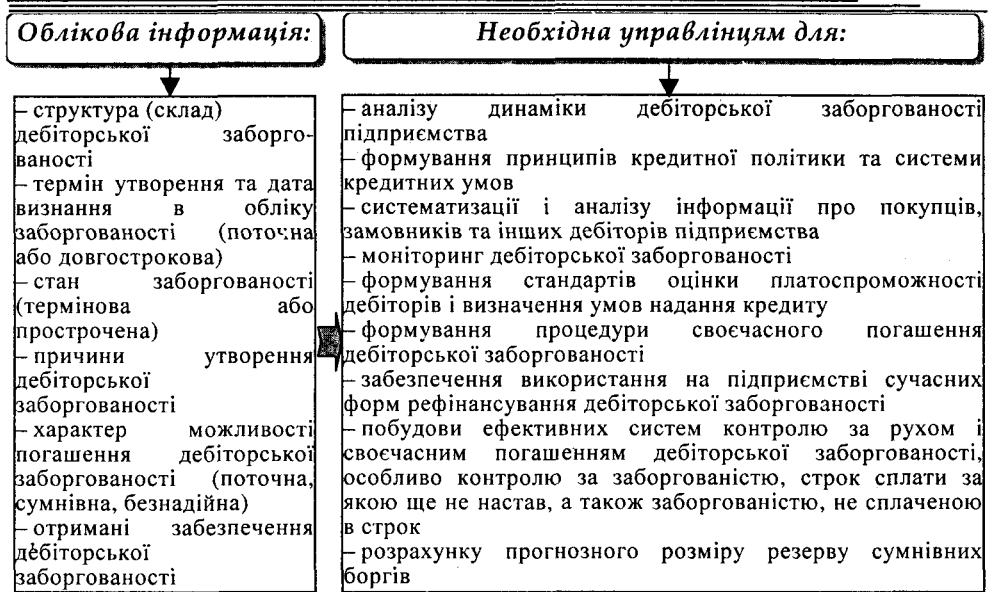 Облікова інформація:
структура (склад)
дебіторської заборго-
ваності
– термін утворення та дата
визнання в обліку
заборгованості (поточна
або довгострокова)
– стан заборгованості
(термінова або
прострочена)
– причини утворення
дебіторської
заборгованості
– характер можливості
погашення дебіторської
заборгованості (поточна,
сумнівна, безнадійна)
– отримані забезпечення
дебіторської
заборгованості
Необхідна управлінцям для:
– аналізу динаміки дебіторської заборгованості
підприємства
– формування принципів кредитної політики та системи
кредитних умов
– систематизації і аналізу інформації про покупців,
замовників та інших дебіторів підприємства
– моніторинг дебіторської заборгованості
– формування стандартів оцінки платоспроможності
дебіторів і визначення умов надання кредиту
– формування процедури своєчасного погашення
дебіторської заборгованості
– забезпечення використання на підприємстві сучасних
форм рефінансування дебіторської заборгованості
– побудови ефективних систем контролю за рухом і
своєчасним погашенням дебіторської заборгованості,
особливо контролю за заборгованістю, строк сплати за
якою ще не настав, а також заборгованістю, не сплаченою
в строк
– розрахунку прогнозного розміру резерву сумнівних
боргів